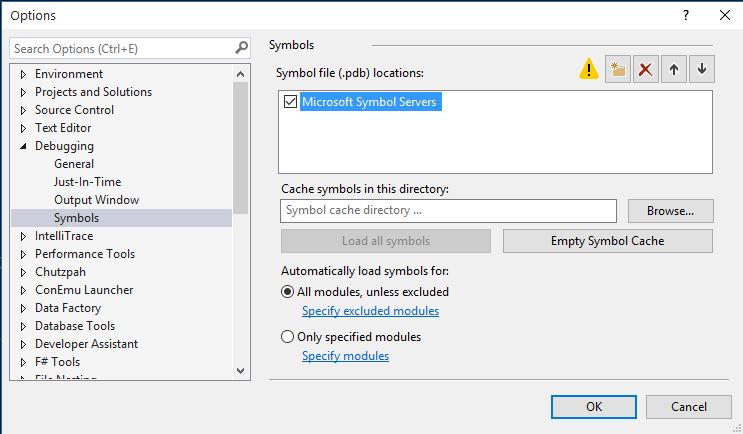 Options
?
Search Options (Ctrl+E)
Environment
Projects and Solutions
Source Control
Text Editor
Debugging
General
Just-In-Time
Output Window
Symbols
IntelliTrace
Performance Tools
Chutzpah
ConEmu Launcher
Data Factory
Database Tools
Developer Assistant
F# Tools
File Nesting
Symbols
Symbol file (.pdb) locations:
Microsoft Symbol Servers
Cache symbols in this directory:
Symbol cache directory ...
Browse...
Load all symbols
Empty Symbol Cache
Automatically load symbols for:
All modules, unless excluded
Specify excluded modules
Only specified modules
Specify modules
OK
Cancel